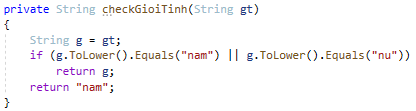 private String checkGioiTinh(String gt)
{
String g = gt;
if (g.ToLower().Equals("nam") || g.ToLower().Equals("nu"))
return g;
return "nam";
}